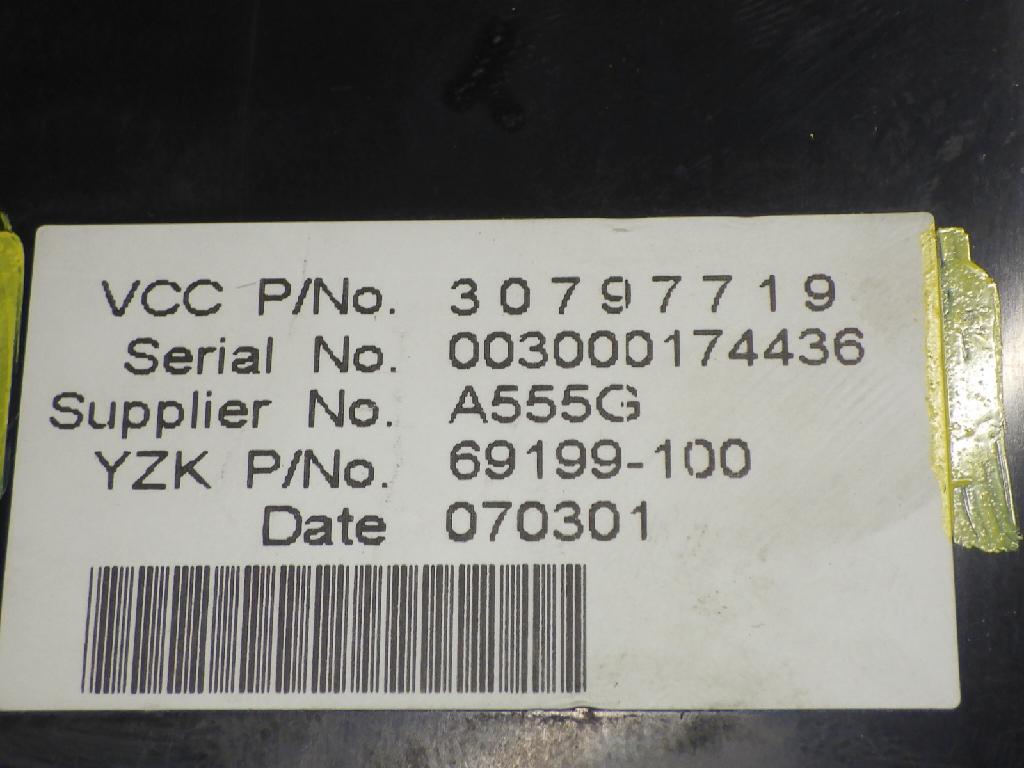 VCC P/No. 30797719
Serial No. 003000174436
Supplier No. A555G
YZK P/No. 69199-100
Date 070301